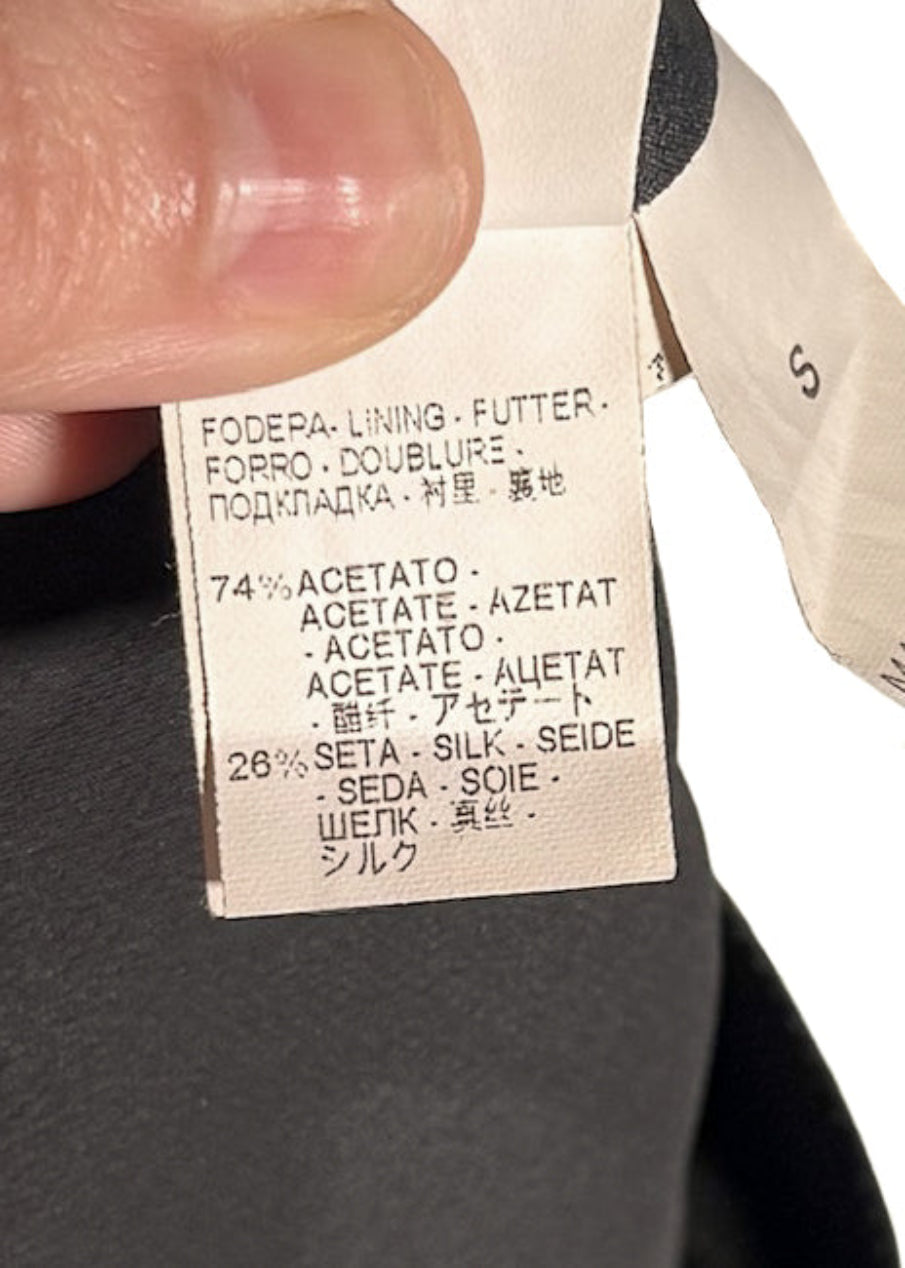 FODERA - LINING - FUTTER -
FORRO - DOUBLURE -
ПОДКЛАДКА - 衬里 - 裏地
74% ACETATO -
ACETATE - AZETAT
- ACETATO -
ACETATE - АЦЕТАТ
- 醋纤 - アセテート
26% SETA - SILK - SEIDE
- SEDA - SOIE -
ШЕЛК - 真丝 -
シルク
S